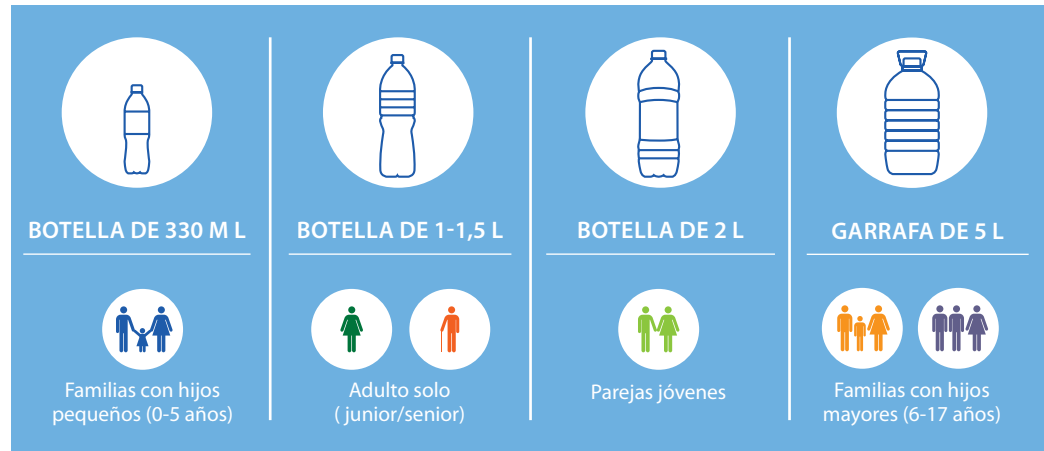 BOTELLA DE 330 M L
Familias con hijos
pequeños (0-5 años)
BOTELLA DE 1-1,5 L
Adulto solo
( junior/senior)
BOTELLA DE 2 L
Parejas jóvenes
GARRAFA DE 5 L
Familias con hijos
mayores (6-17 años)